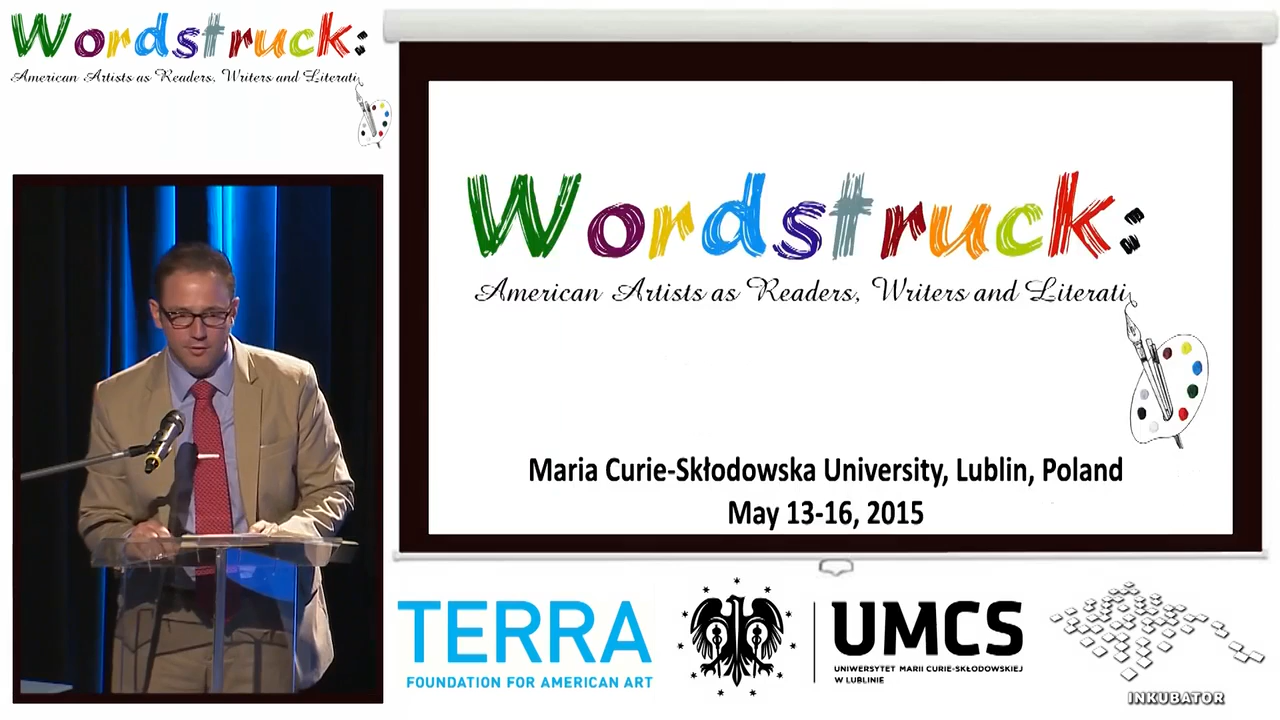 Wordstruck:
American Artists as Readers, Writers and Literati
Wordstruck:
American Artists as Readers, Writers and Literati
Maria Curie-Skłodowska University, Lublin, Poland
May 13-16, 2015
TERRA
FOUNDATION FOR AMERICAN ART
UMCS
UNIWERSYTET MARII CURIE-SKŁODOWSKIEJ
W LUBLINIE
INKUBATOR